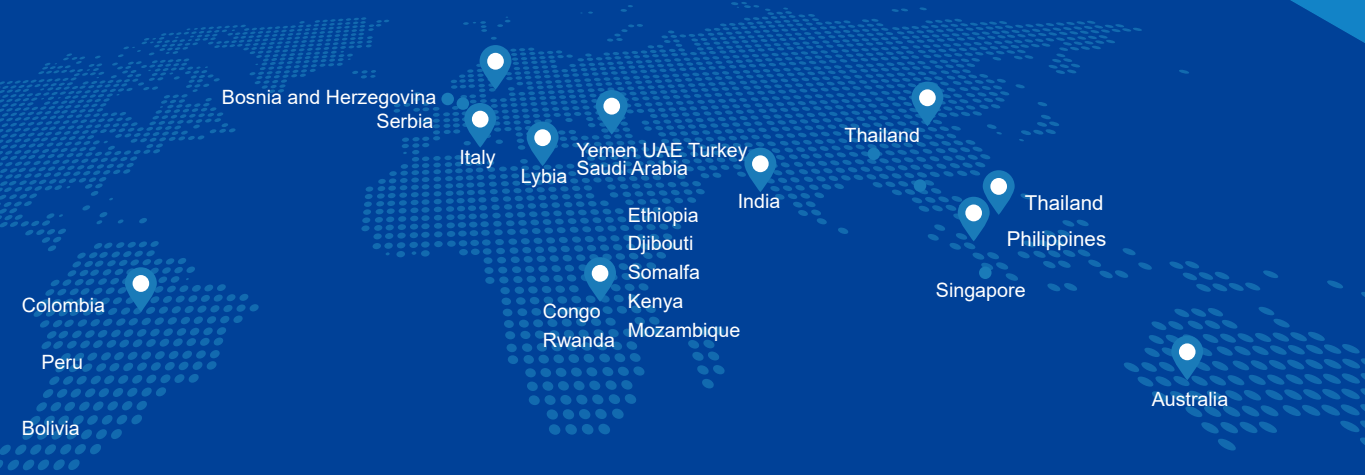 Bosnia and Herzegovina
Serbia
Italy
Lybia
Yemen UAE Turkey
Saudi Arabia
India
Thailand
Thailand
Philippines
Singapore
Ethiopia
Djibouti
Somalfa
Kenya
Mozambique
Congo
Rwanda
Colombia
Peru
Bolivia
Australia